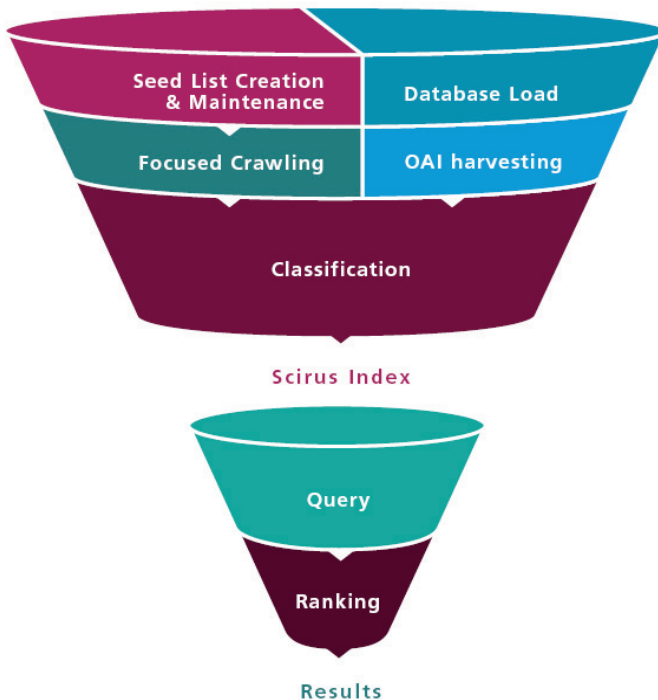 Seed List Creation
& Maintenance
Database Load
Focused Crawling
OAI harvesting
Classification
Scirus Index
Query
Ranking
Results